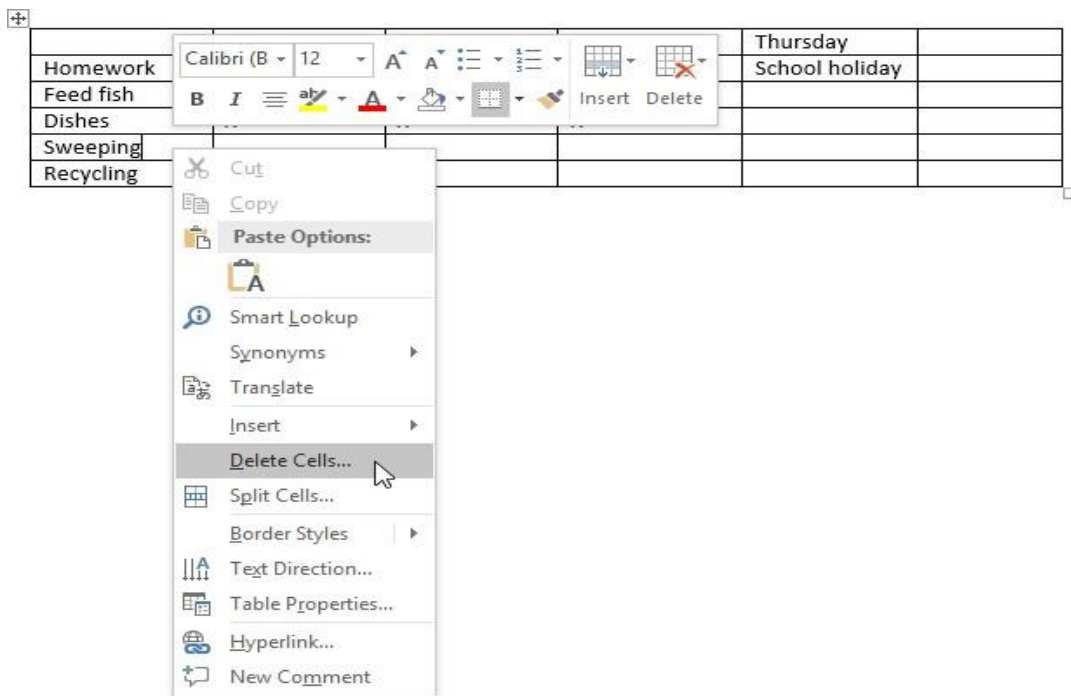 Thursday
Homework
School holiday
Feed fish
Dishes
Sweeping
Recycling
Calibri (B
12
A A
B I ab A
Insert Delete
Cut
Copy
Paste Options:
A
Smart Lookup
Synonyms
Translate
Insert
Delete Cells...
Split Cells...
Border Styles
Text Direction...
Table Properties...
Hyperlink...
New Comment